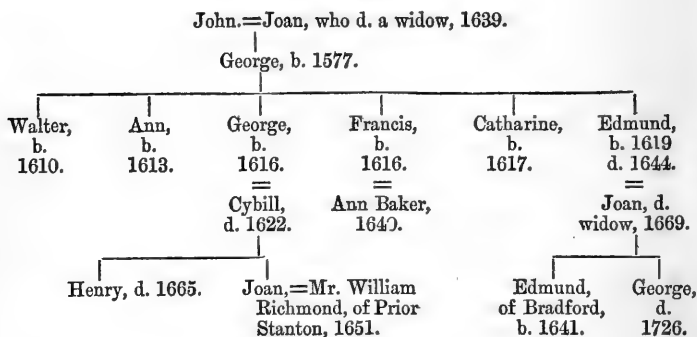 John.=Joan, who d. a widow, 1639.
George, b. 1577.
Walter, b. 1610.
Ann, b. 1613.
George, b. 1616.
Francis, b. 1616.
Catharine, b. 1617.
Edmund, b. 1619 d. 1644.
= Cybill, d. 1622.
= Ann Baker, 1640.
= Joan, d. widow, 1669.
Henry, d. 1665.
Joan,=Mr. William Richmond, of Prior Stanton, 1651.
Edmund, of Bradford, b. 1641.
George, d. 1726.